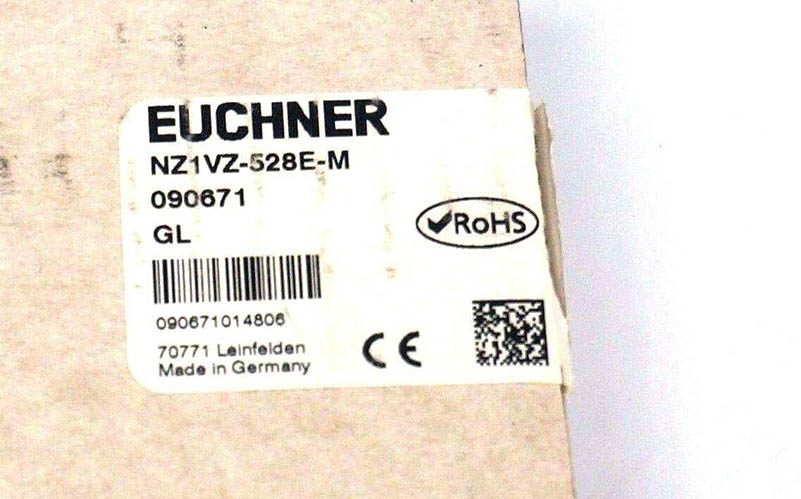 EUCHNER
NZ1VZ-528E-M
090671
GL
RoHS
090671014806
70771 Leinfelden
Made in Germany
CE